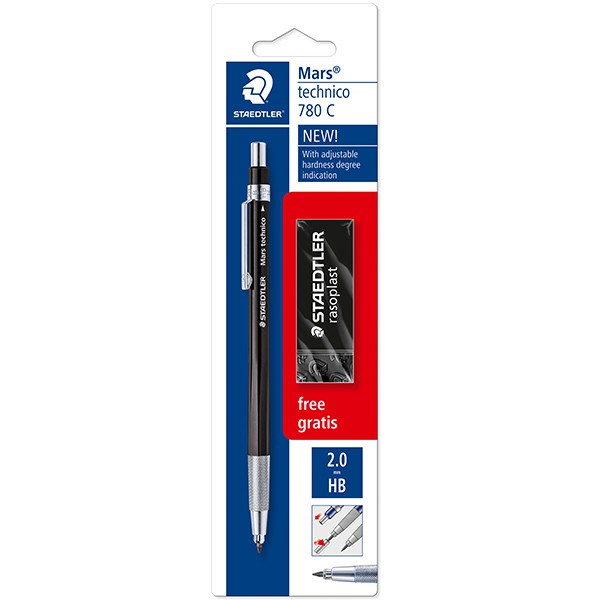 STAEDTLER®
Mars®
technico
780 C
NEW!
With adjustable
hardness degree
indication
STAEDTLER Mars technico
STAEDTLER
rasoplast
free
gratis
2.0
mm
HB